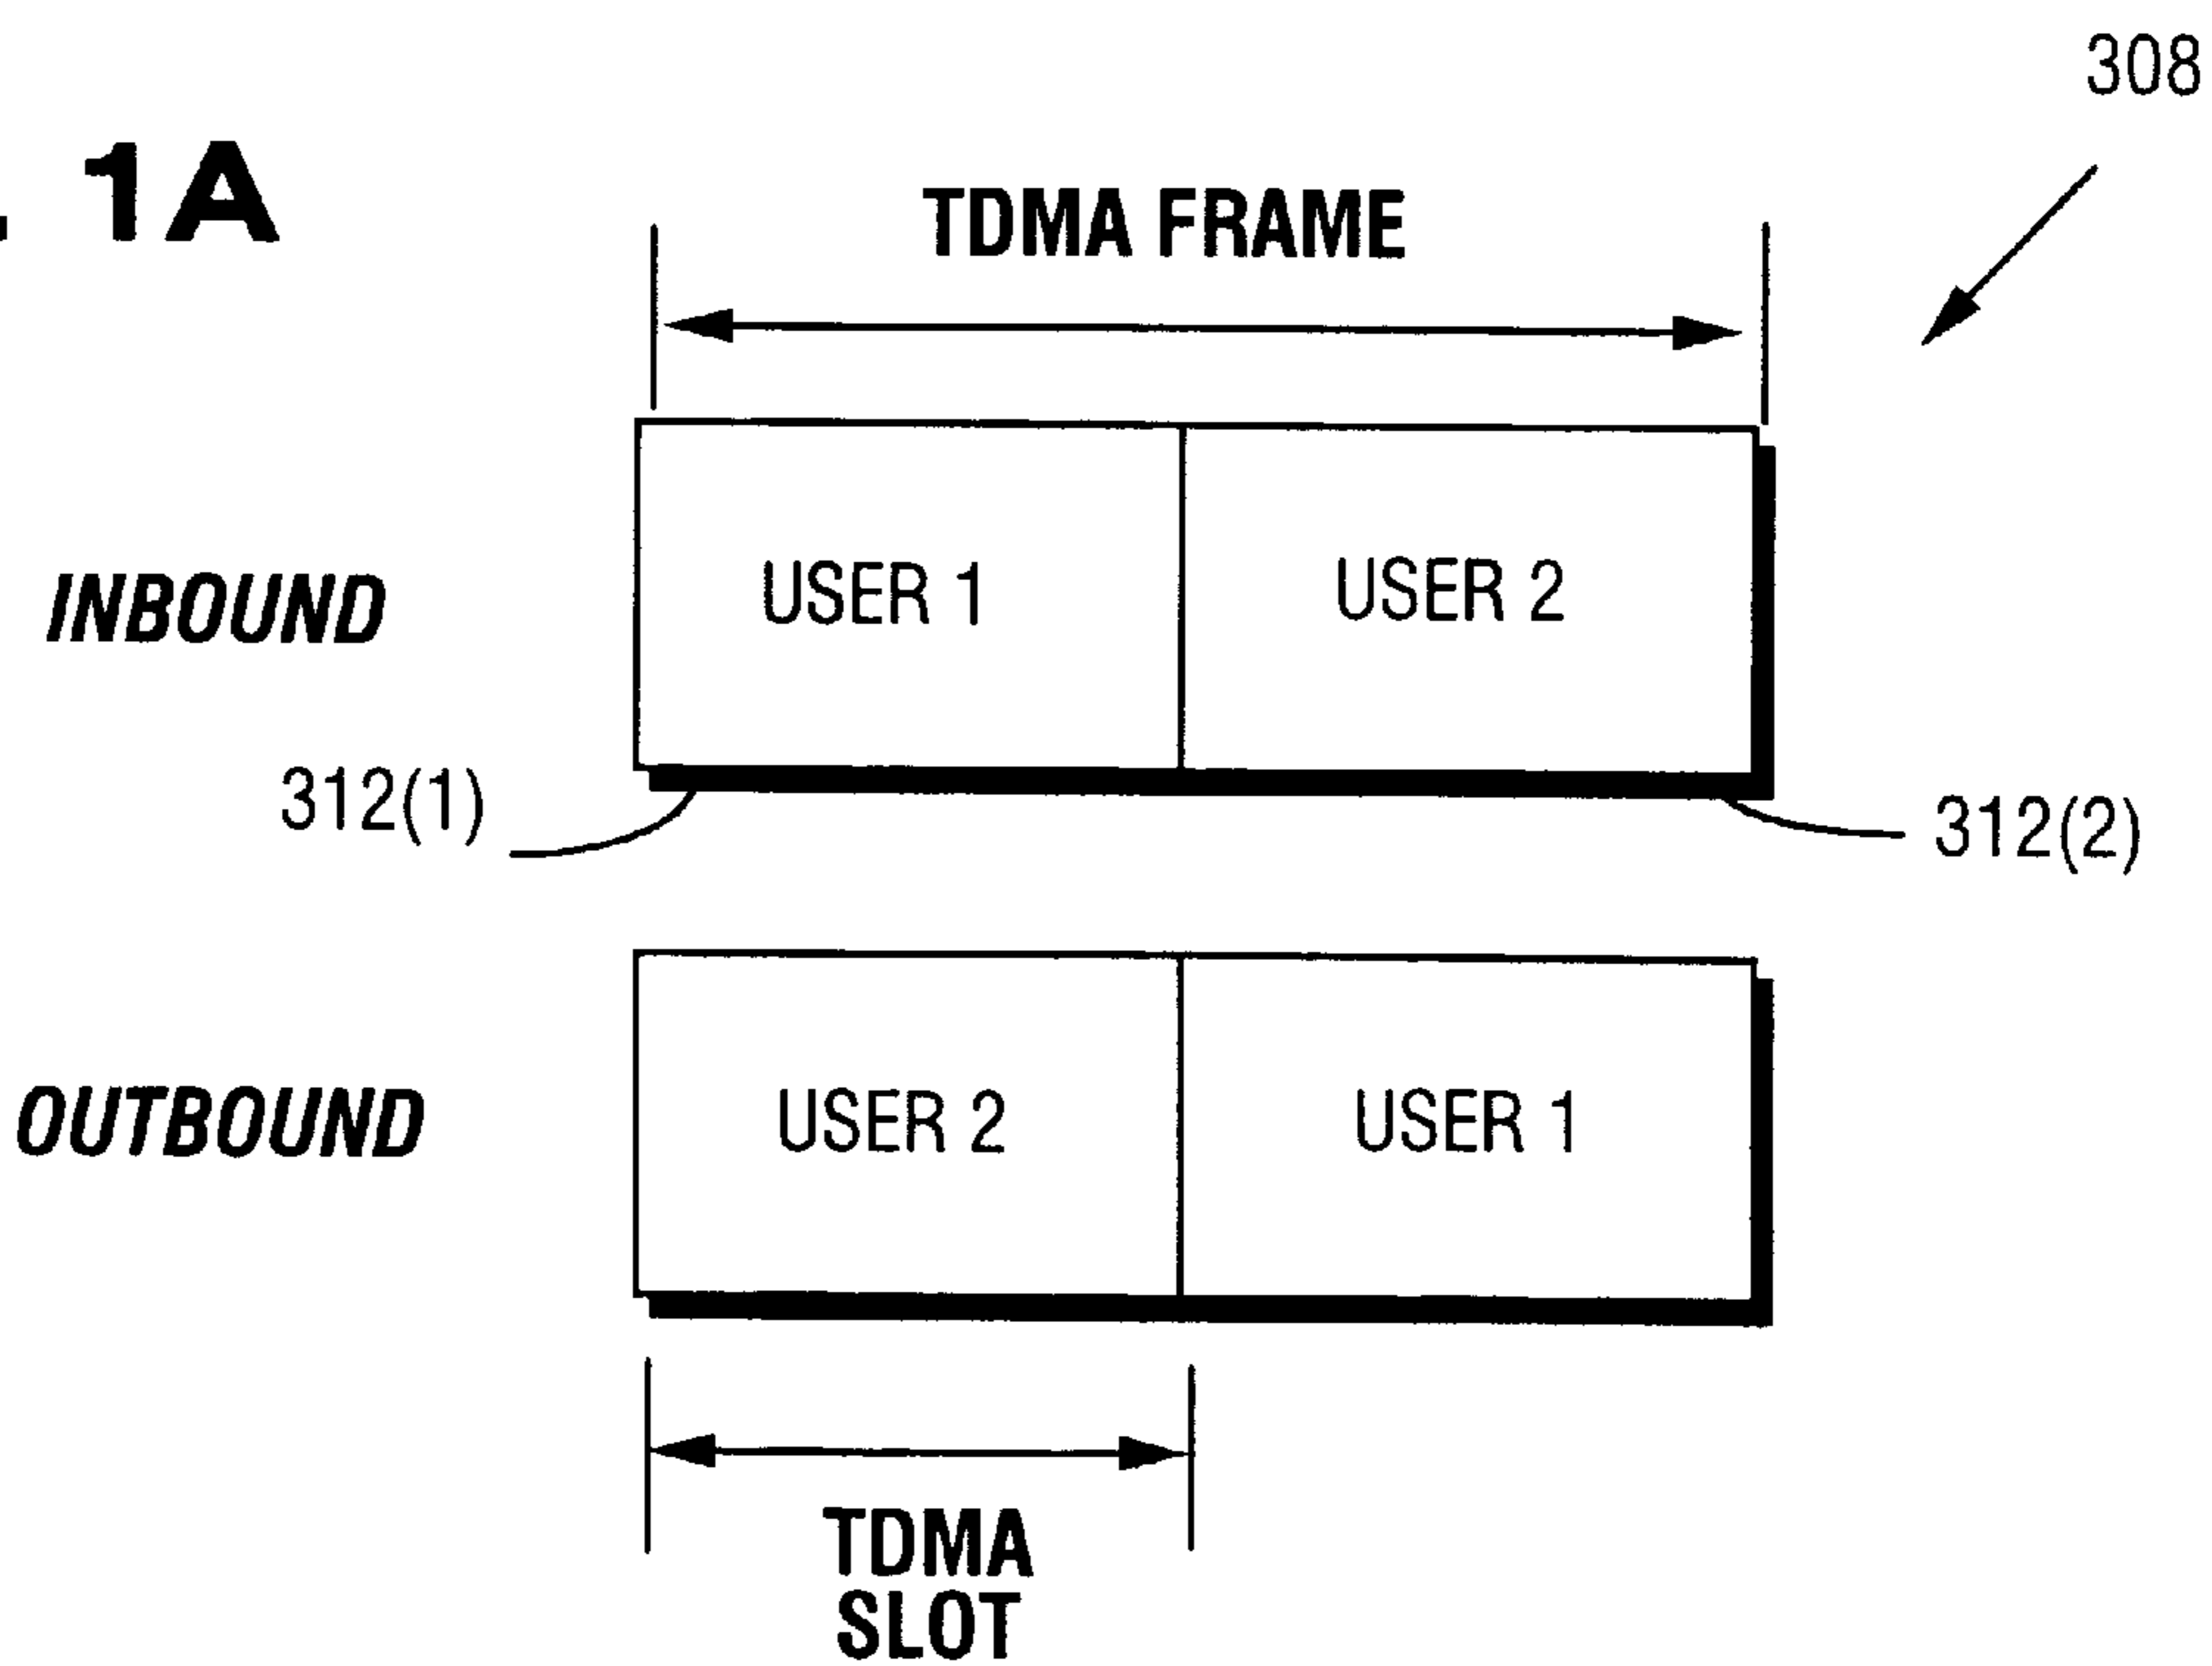 308
. 1A
TDMA FRAME
INBOUND
USER 1
USER 2
312(1)
312(2)
OUTBOUND
USER 2
USER 1
TDMA
SLOT